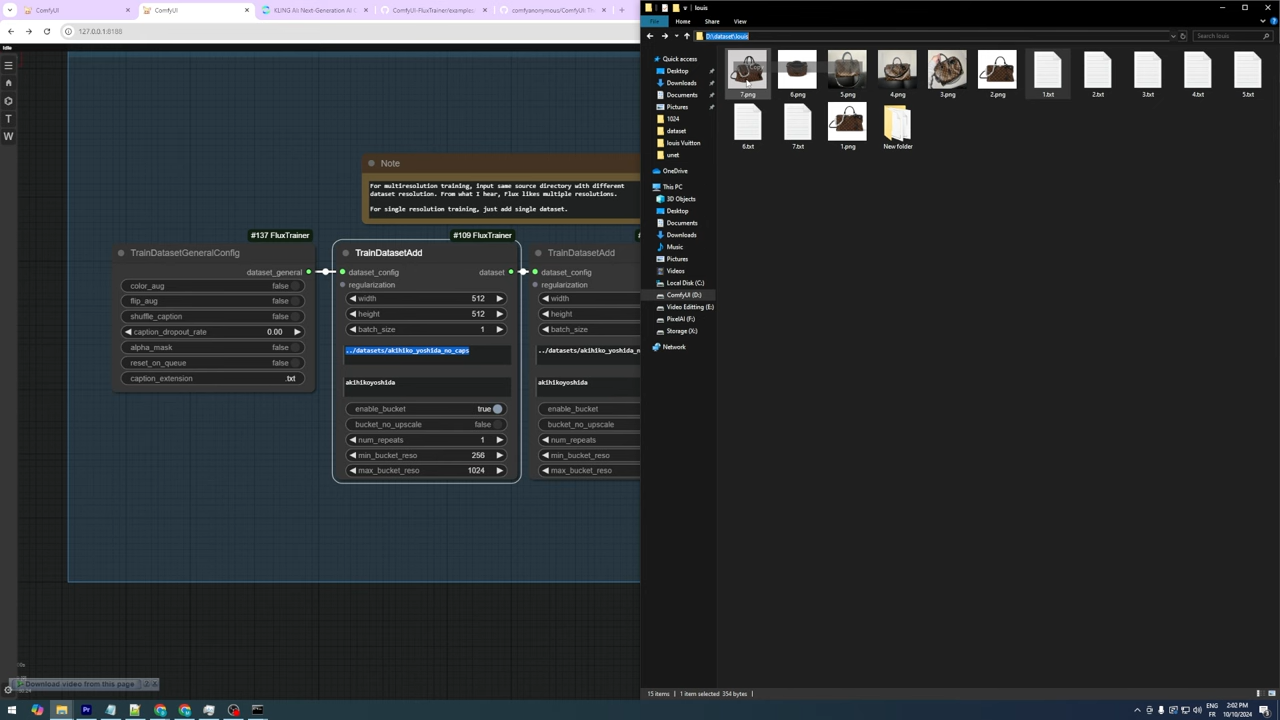 ComfyUI
ComfyUI
KLING AI: Next-Generation AI C
ComfyUI-FluxTrainer/examples
comfyanonymous/ComfyUI: Th
127.0.0.1:8188
Idle
T
W
Note
For multiresolution training, input same source directory with different
dataset resolution. From what I hear, Flux likes multiple resolutions.
For single resolution training, just add single dataset.
#137 FluxTrainer
#109 FluxTrainer
TrainDatasetGeneralConfig
TrainDatasetAdd
TrainDatasetAdd
dataset_general
dataset_config
dataset
dataset_config
color_aug false
regularization
regularization
flip_aug false
width 512
width
shuffle_caption false
height 512
height
caption_dropout_rate 0.00
batch_size 1
batch_size
alpha_mask false
../datasets/akihiko_yoshida_no_caps
../datasets/akihiko_yoshida_n
reset_on_queue false
caption_extension .txt
akihikoyoshida
akihikoyoshida
enable_bucket true
enable_bucket
bucket_no_upscale false
bucket_no_upscale
num_repeats 1
num_repeats
min_bucket_reso 256
min_bucket_reso
max_bucket_reso 1024
max_bucket_reso
Download video from this page
louis
File
Home
Share
View
D:\dataset\louis
Search louis
Quick access
Desktop
Downloads
Documents
Pictures
1024
dataset
louis Vuitton
unet
OneDrive
This PC
3D Objects
Desktop
Documents
Downloads
Music
Pictures
Videos
Local Disk (C:)
ComfyUI (D:)
Video Editing (E:)
PixelAI (F:)
Storage (X:)
Network
7.png
6.png
5.png
4.png
3.png
2.png
1.txt
2.txt
3.txt
4.txt
5.txt
6.txt
7.txt
1.png
New folder
15 items
1 item selected 354 bytes
ENG
FR
2:02 PM
10/10/2024